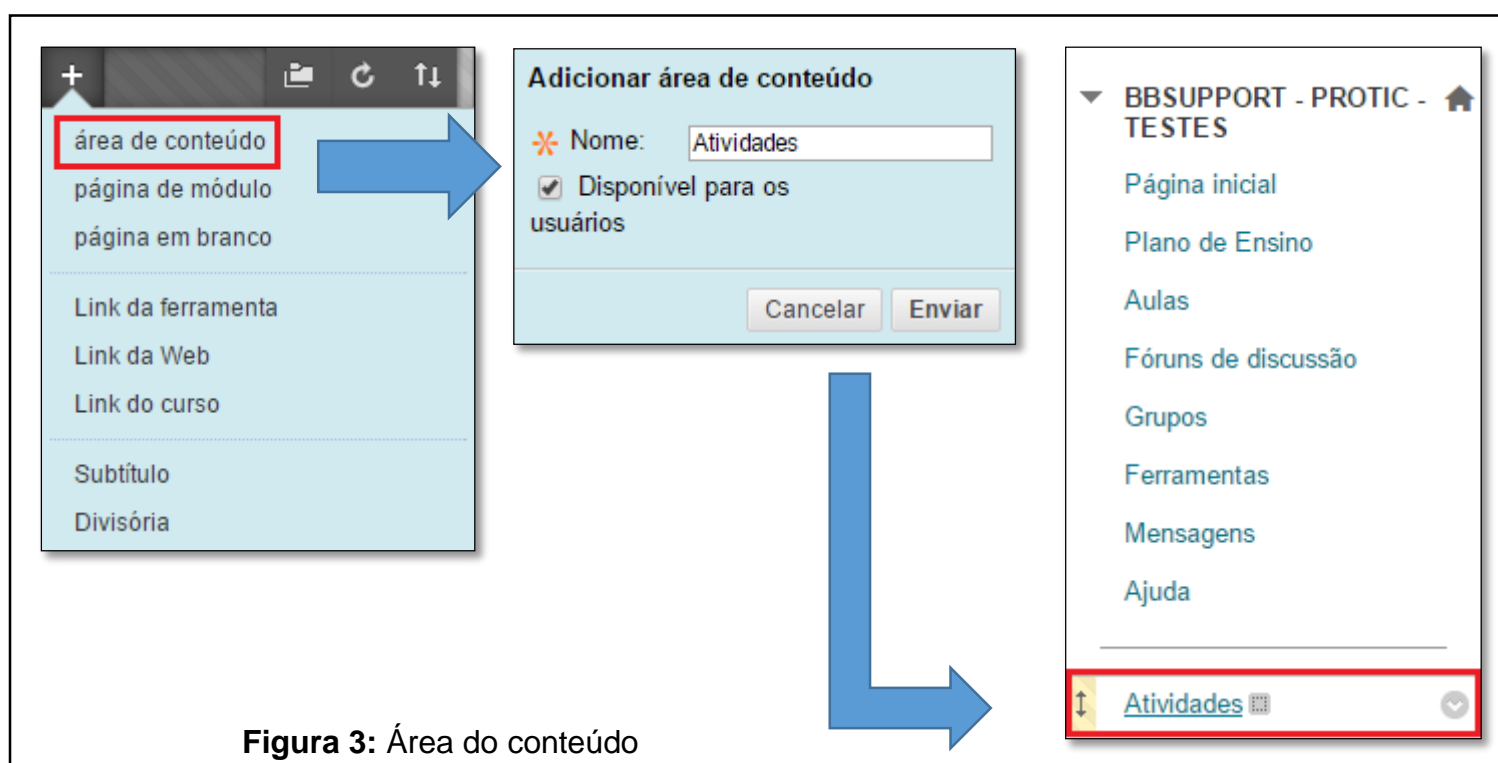 +
área de conteúdo
página de módulo
página em branco
Link da ferramenta
Link da Web
Link do curso
Subtítulo
Divisória
Adicionar área de conteúdo
Nome: Atividades
Disponível para os
usuários
Cancelar Enviar
BBSUPPORT - PROTIC -
TESTES
Página inicial
Plano de Ensino
Aulas
Fóruns de discussão
Grupos
Ferramentas
Mensagens
Ajuda
Atividades
Figura 3: Área do conteúdo